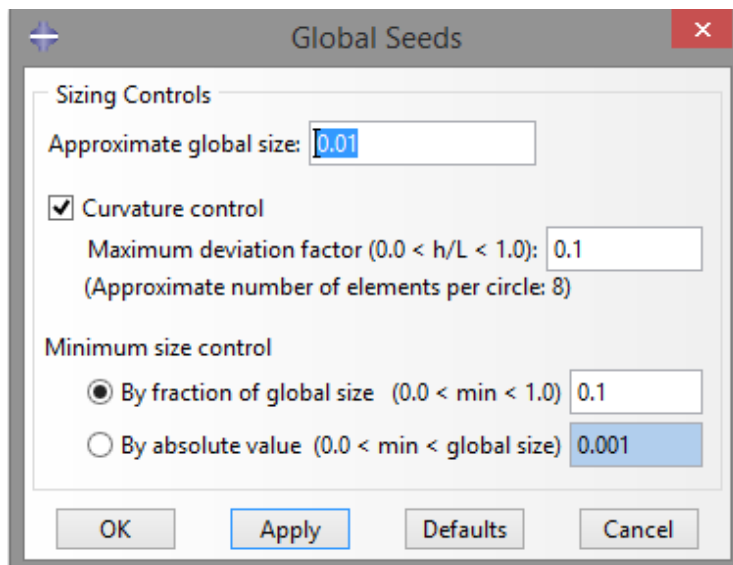 Global Seeds
Sizing Controls
Approximate global size: 0.01
Curvature control
Maximum deviation factor (0.0 < h/L < 1.0): 0.1
(Approximate number of elements per circle: 8)
Minimum size control
By fraction of global size (0.0 < min < 1.0) 0.1
By absolute value (0.0 < min < global size) 0.001
OK Apply Defaults Cancel